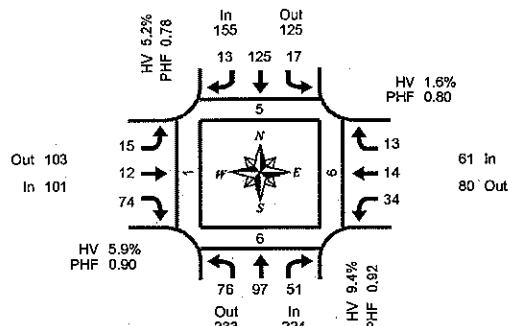 HV 5.2%
PHF 0.78
In
155
Out
125
13 125 17
HV 1.6%
PHF 0.80
5
15
12
74
Out 103
In 101
1
N
W E
S
6
13
14
34
61 In
80 Out
HV 5.9%
PHF 0.90
6
76 97 51
Out
In
HV 9.4%
PHF 0.92